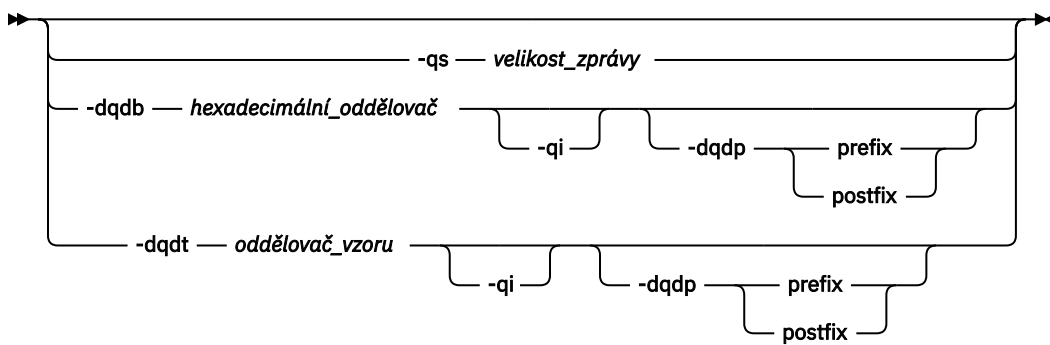 -qs velikost_zprávy
-dqdb hexadecimální_oddělovač
-qi -dqdp prefix
postfix
-dqdt oddělovač_vzoru
-qi -dqdp prefix
postfix